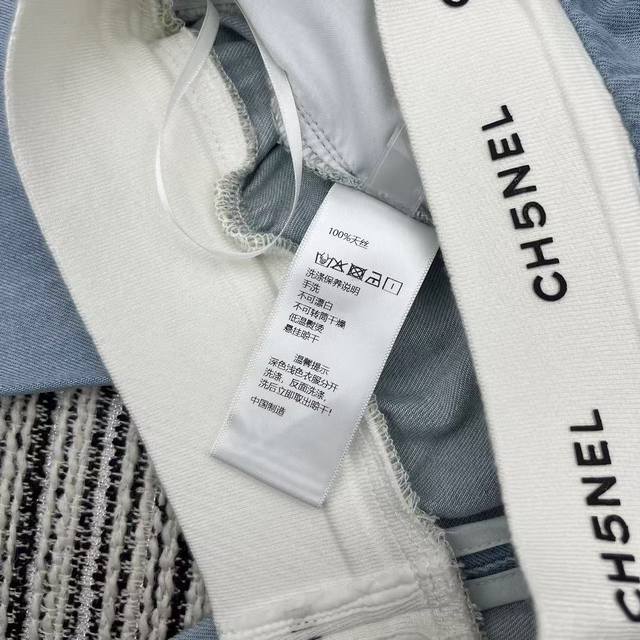 CH5NEL
CH5NEL
100%天丝
洗涤保养说明
手洗
不可漂白
不可转筒干燥
低温熨烫
悬挂晾干
温馨提示
深色浅色衣服分开
洗涤、反面洗涤、
洗后立即取出晾干!
中国制造